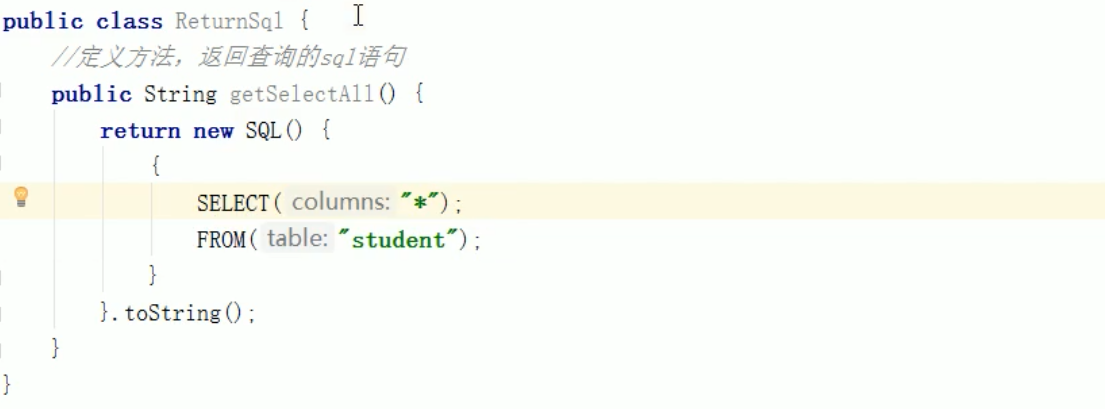 public class ReturnSql {
//定义方法，返回查询的sql语句
public String getSelectAll() {
return new SQL() {
{
SELECT( columns: "*");
FROM( table: "student");
}
}.toString();
}
}